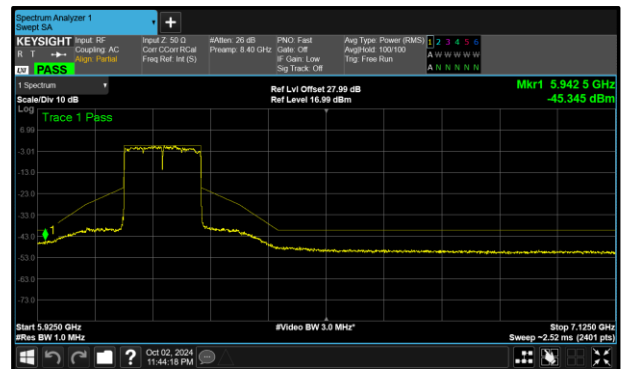 Spectrum Analyzer 1
Swept SA
+
KEYSIGHT
R T
LXI
PASS
Input: RF
Coupling: AC
Align: Partial
Input Z: 50 Ω
Corr CCorr RCal
Freq Ref: Int (S)
#Atten: 26 dB
Preamp: 8.40 GHz
PNO: Fast
Gate: Off
IF Gain: Low
Sig Track: Off
Avg Type: Power (RMS)
Avg|Hold: 100/100
Trig: Free Run
1 2 3 4 5 6
A W W W W W
A N N N N N
1 Spectrum
Scale/Div 10 dB
Ref Lvl Offset 27.99 dB
Ref Level 16.99 dBm
Mkr1 5.942 5 GHz
-45.345 dBm
Log
Trace 1 Pass
6.99
-3.01
-13.0
-23.0
-33.0
-43.0
-53.0
-63.0
-73.0
1
Start 5.9250 GHz
#Res BW 1.0 MHz
#Video BW 3.0 MHz*
Stop 7.1250 GHz
Sweep ~2.52 ms (2401 pts)
?
Oct 02, 2024
11:44:18 PM